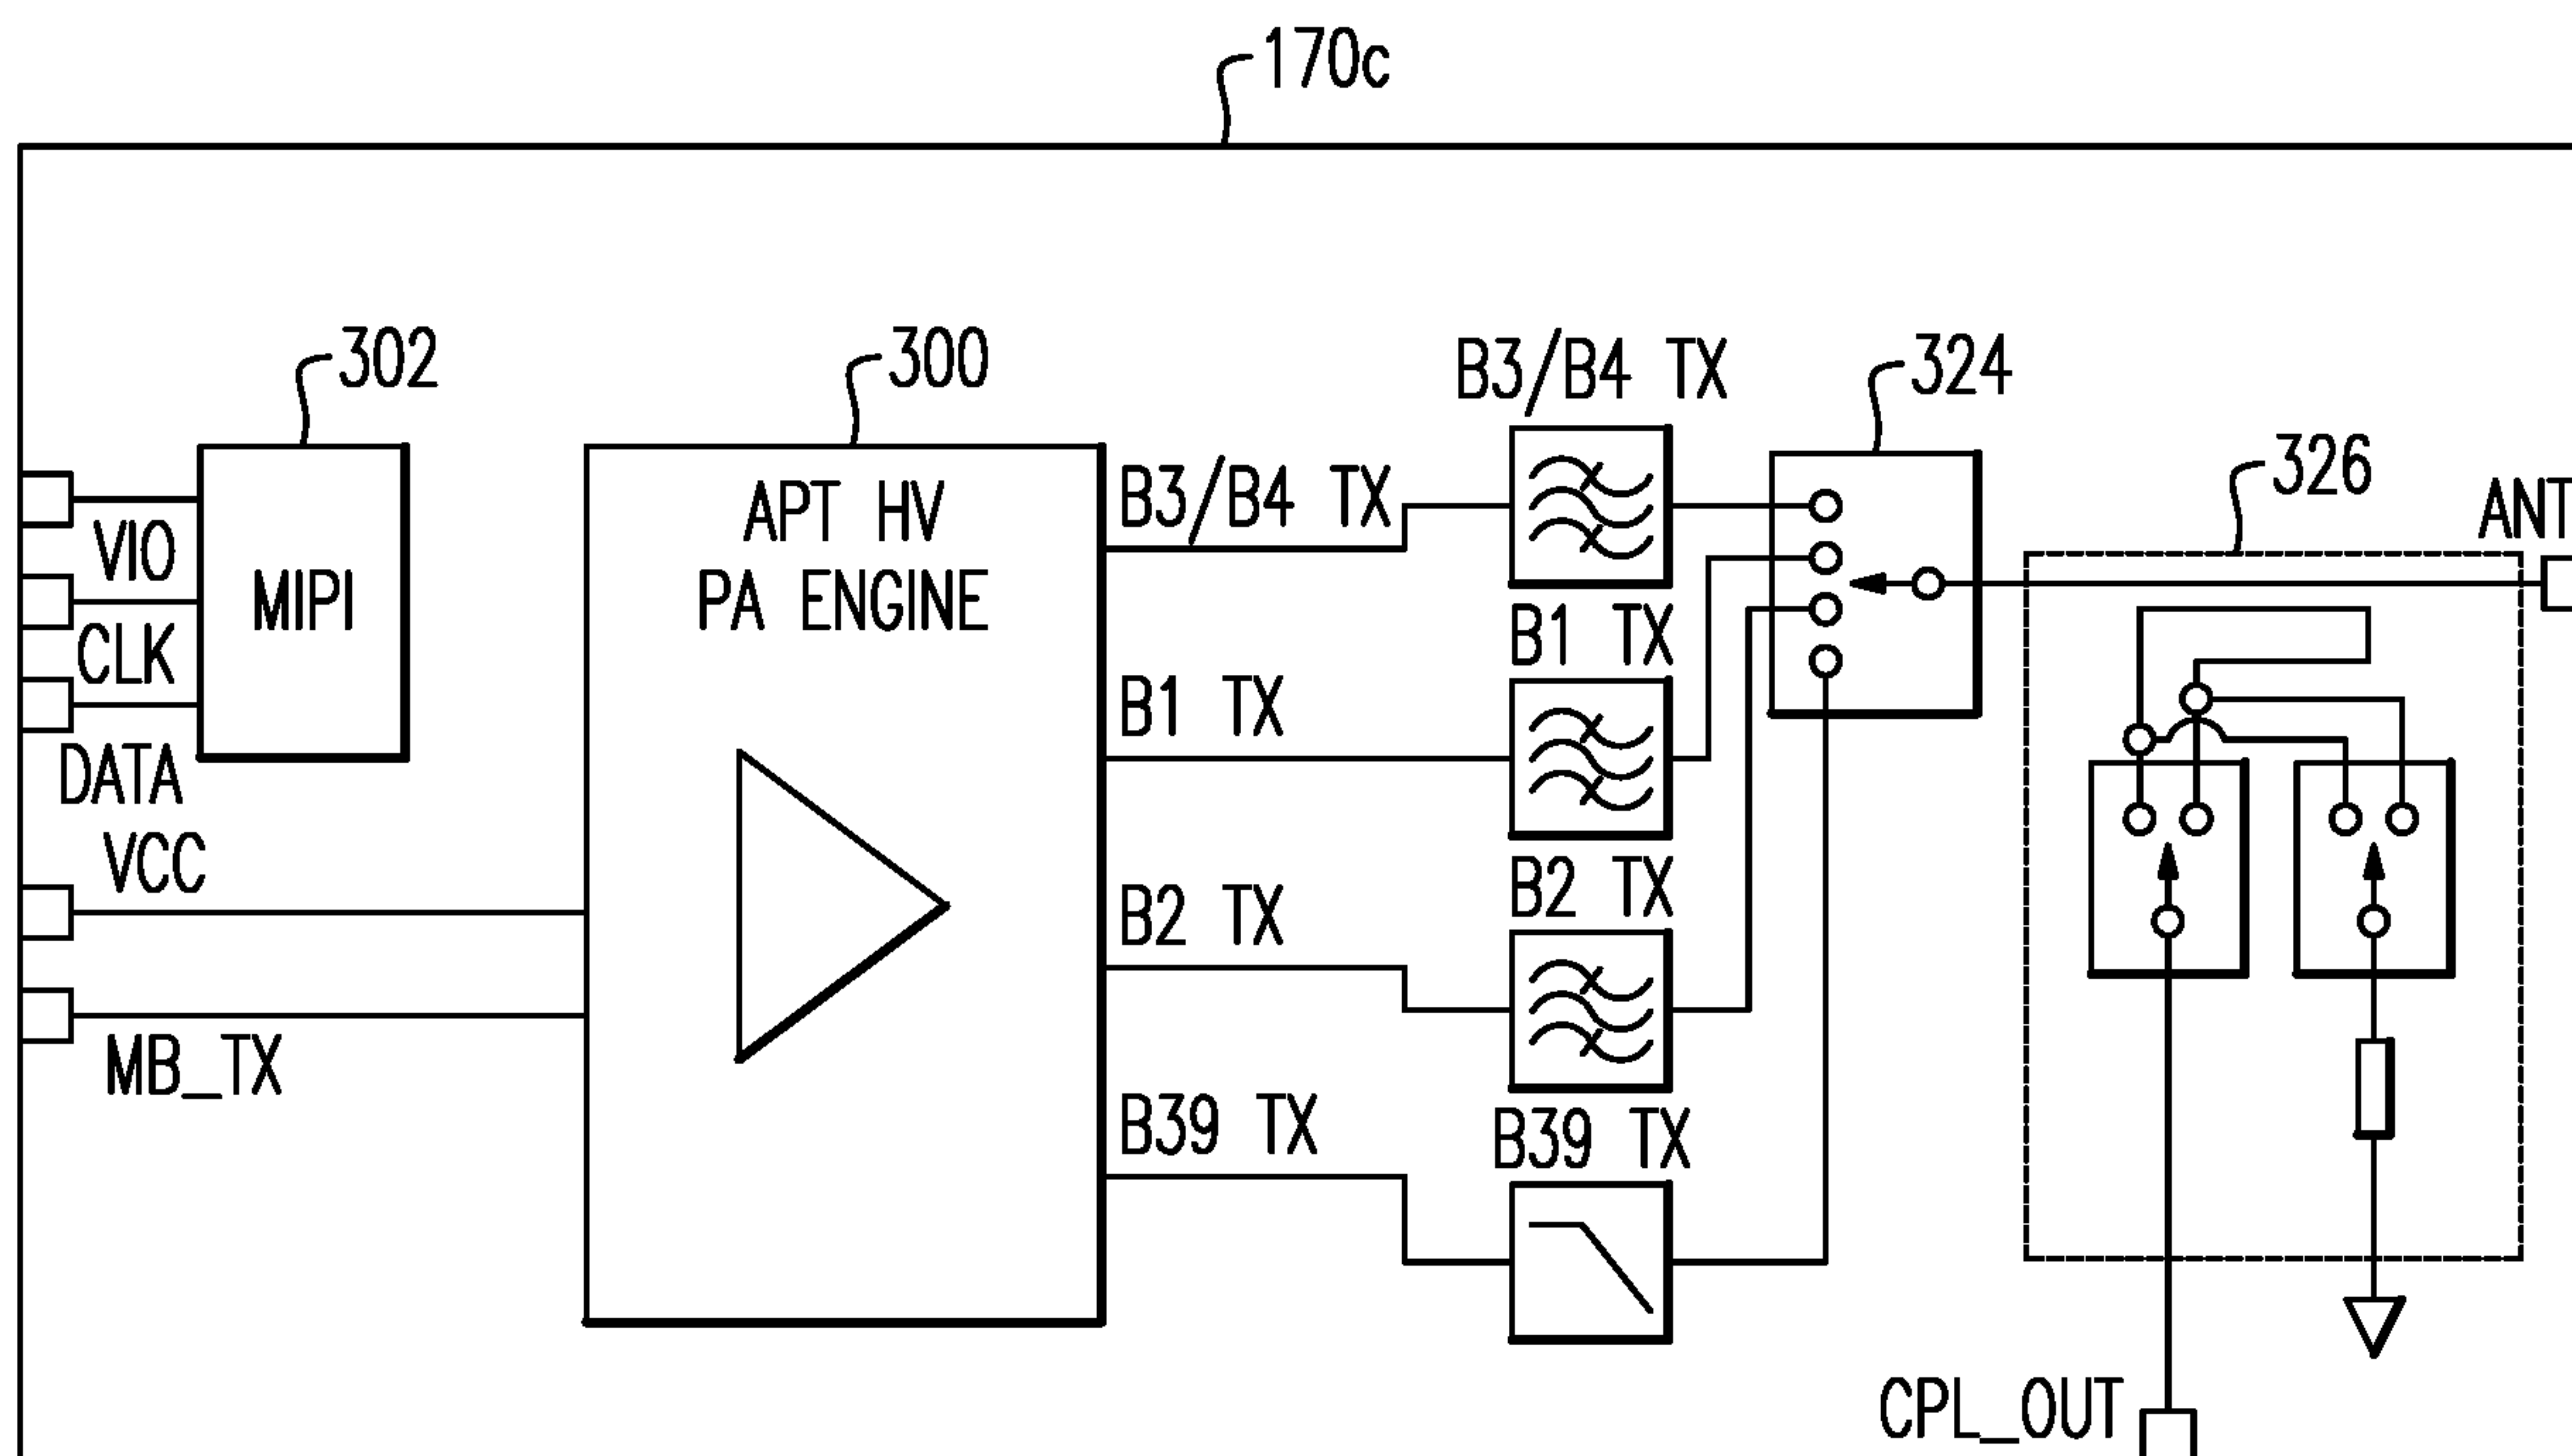 170c
302
300
B3/B4 TX
324
326
ANT
VIO
CLK
DATA
MIPI
APT HV
PA ENGINE
B3/B4 TX
B1 TX
B1 TX
VCC
B2 TX
B2 TX
MB_TX
B39 TX
B39 TX
CPL_OUT